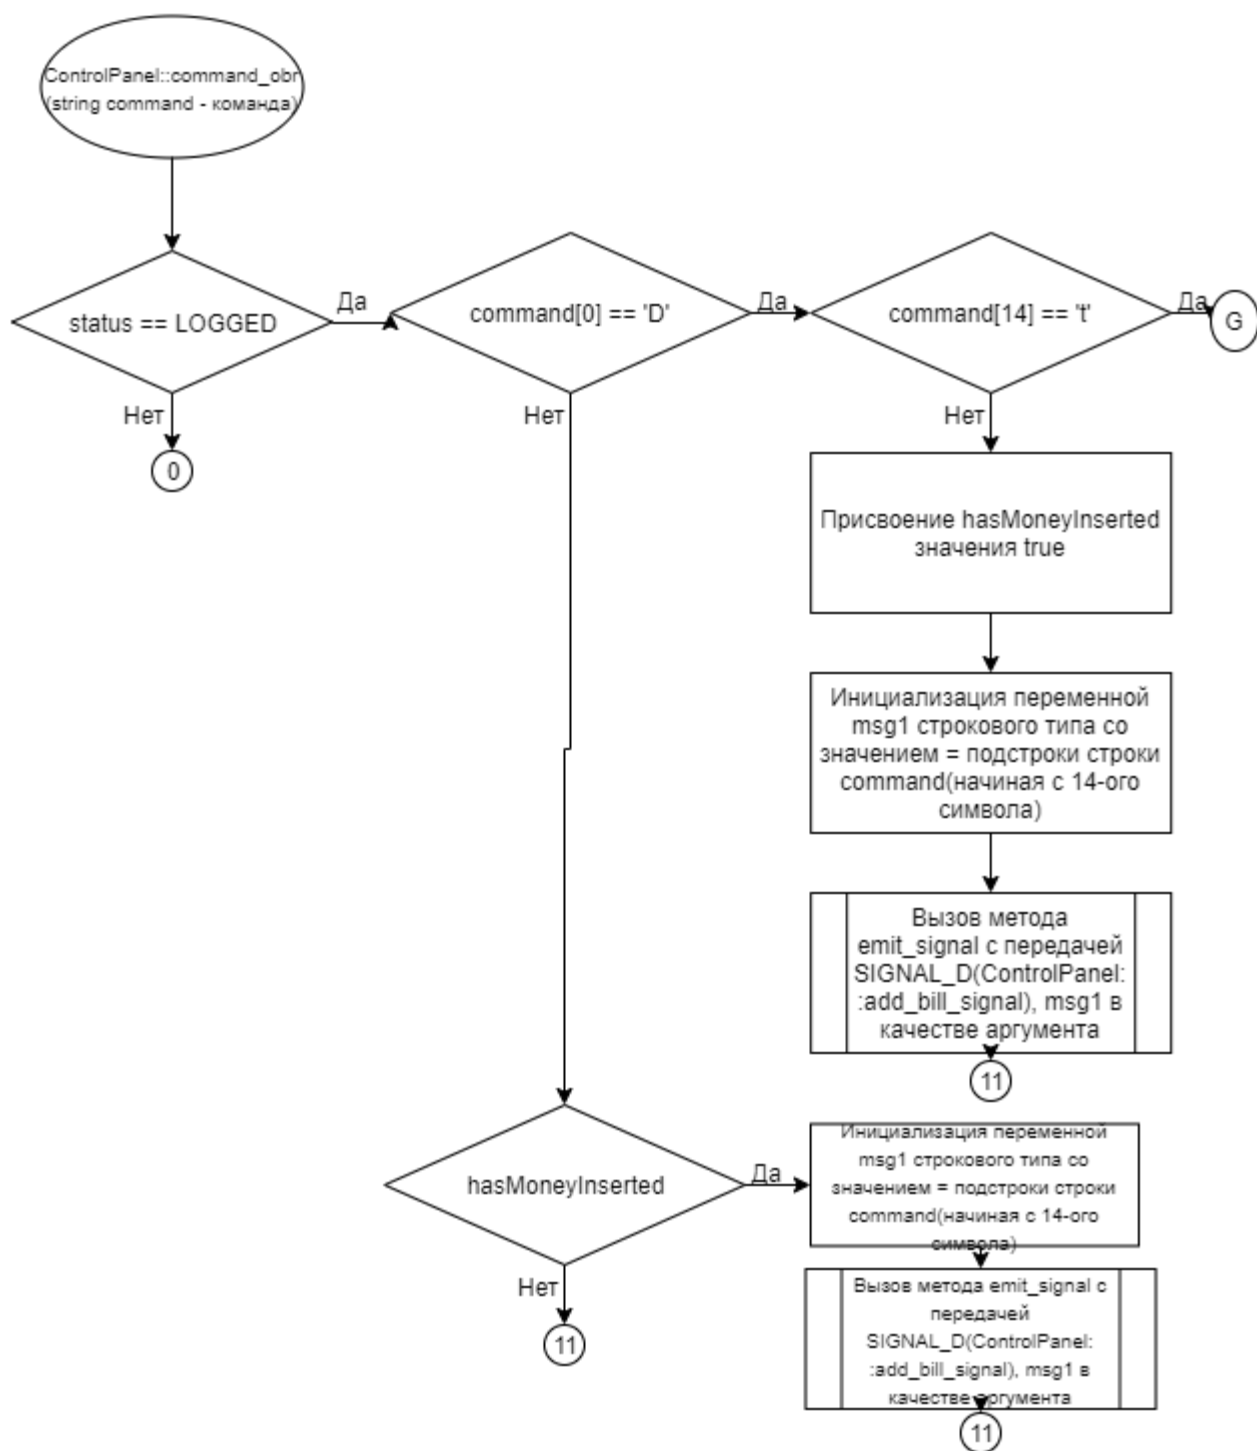 ControlPanel::command_obr
(string command - команда)
status == LOGGED
Да
Нет
0
command[0] == 'D'
Да
Нет
command[14] == 't'
Да
G
Нет
Присвоение hasMoneyInserted
значения true
Инициализация переменной
msg1 строкового типа со
значением = подстроки строки
command(начиная с 14-ого
символа)
Вызов метода
emit_signal с передачей
SIGNAL_D(ControlPanel:
:add_bill_signal), msg1 в
качестве аргумента
11
hasMoneyInserted
Да
Нет
11
Инициализация переменной
msg1 строкового типа со
значением = подстроки строки
command(начиная с 14-ого
символа)
Вызов метода emit_signal с
передачей
SIGNAL_D(ControlPanel:
:add_bill_signal), msg1 в
качестве аргумента
11